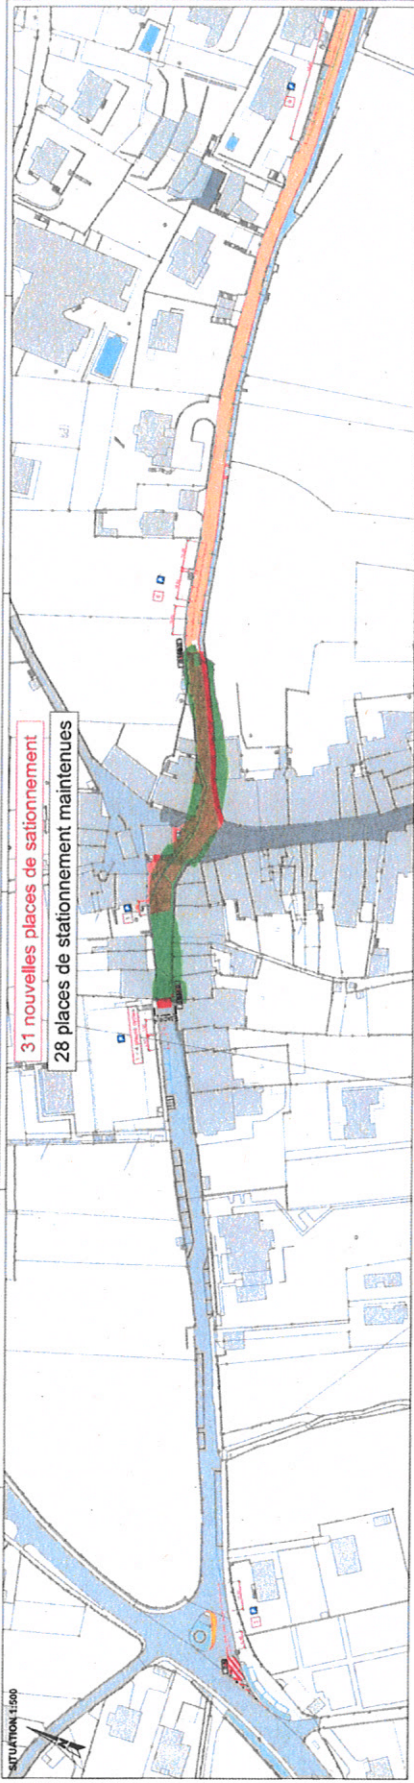 31 nouvelles places de sationnement
28 places de stationnement maintenues
SITUATION 1:500